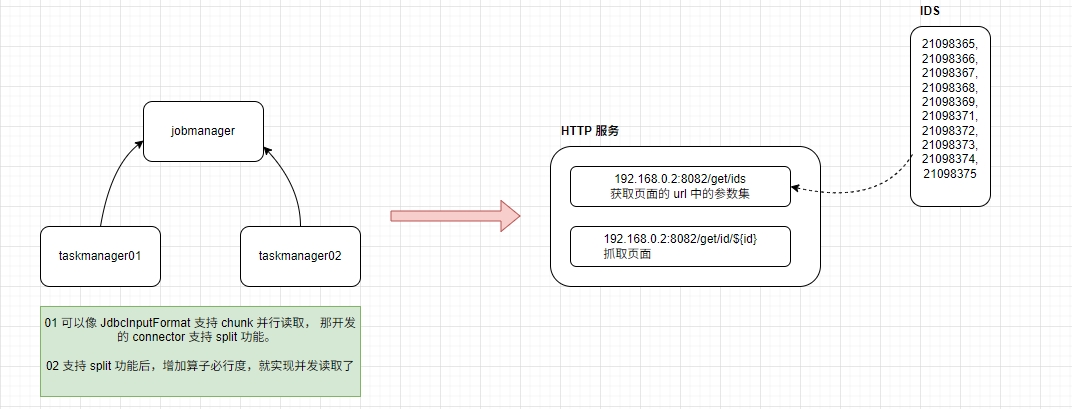 jobmanager
taskmanager01
taskmanager02
01 可以像 JdbcInputFormat 支持 chunk 并行读取， 那开发
的 connector 支持 split 功能。
02 支持 split 功能后，增加算子必行度，就实现并发读取了
HTTP 服务
192.168.0.2:8082/get/ids
获取页面的 url 中的参数集
192.168.0.2:8082/get/id/${id}
抓取页面
IDS
21098365,
21098366,
21098367,
21098368,
21098369,
21098371,
21098372,
21098373,
21098374,
21098375